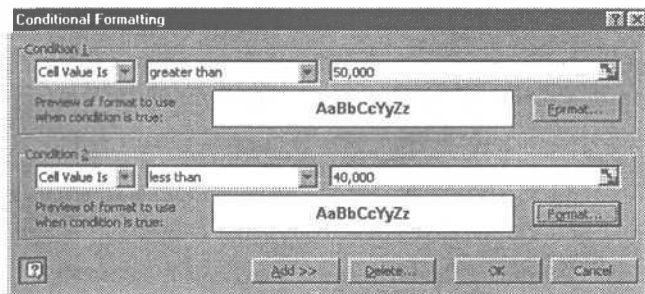 Conditional Formatting
Condition 1
Cell Value Is greater than 50,000
Preview of format to use
when condition is true:
AaBbCcYyZz
Format...
Condition 2
Cell Value Is less than 40,000
Preview of format to use
when condition is true:
AaBbCcYyZz
Format...
Add >> Delete... OK Cancel